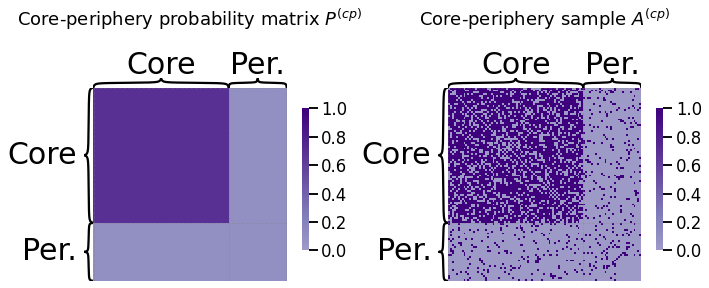 Core-periphery probability matrix P^(cp)
Core Per.
Core
Per.
1.0
0.8
0.6
0.4
0.2
0.0
Core-periphery sample A^(cp)
Core Per.
Core
Per.
1.0
0.8
0.6
0.4
0.2
0.0